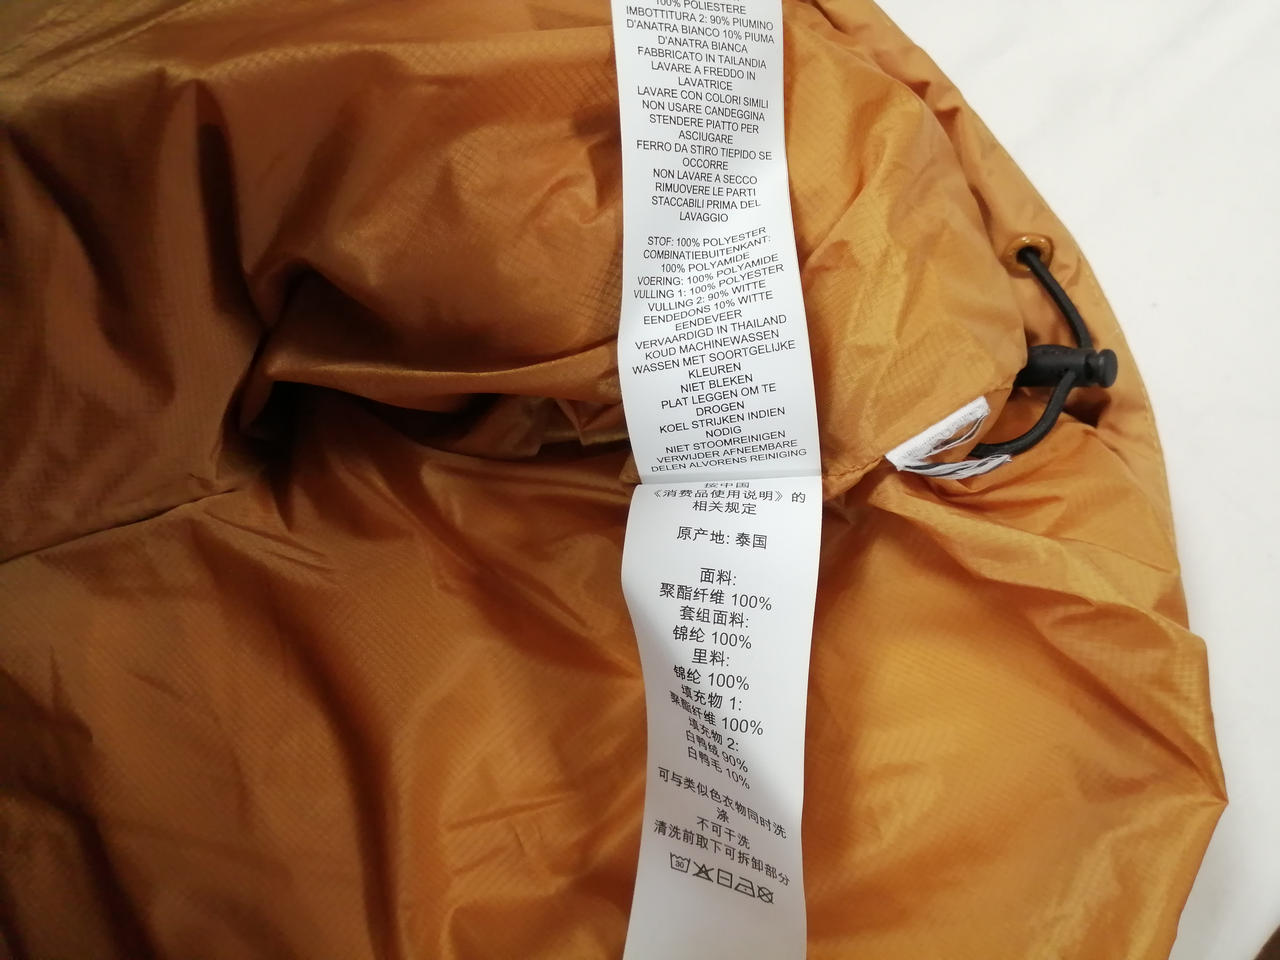 100% POLIESTERE
IMBOTTITURA 2: 90% PIUMINO
D'ANATRA BIANCO 10% PIUMA
D'ANATRA BIANCA
FABBRICATO IN TAILANDIA
LAVARE A FREDDO IN
LAVATRICE
LAVARE CON COLORI SIMILI
NON USARE CANDEGGINA
STENDERE PIATTO PER
ASCIUGARE
FERRO DA STIRO TIEPIDO SE
OCCORRE
NON LAVARE A SECCO
RIMUOVERE LE PARTI
STACCABILI PRIMA DEL
LAVAGGIO
STOF: 100% POLYESTER
COMBINATIEBUITENKANT:
100% POLYAMIDE
VOERING: 100% POLYAMIDE
VULLING 1: 100% POLYESTER
VULLING 2: 90% WITTE
EENDEDONS 10% WITTE
EENDEVEER
VERVAARDIGD IN THAILAND
KOUD MACHINEWASSEN
WASSEN MET SOORTGELIJKE
KLEUREN
NIET BLEKEN
PLAT LEGGEN OM TE
DROGEN
KOEL STRIJKEN INDIEN
NODIG
NIET STOOMREINIGEN
VERWIJDER AFNEEMBARE
DELEN ALVORENS REINIGING
按中国
《消费品使用说明》的
相关规定
原产地: 泰国
面料:
聚酯纤维 100%
套组面料:
锦纶 100%
里料:
锦纶 100%
填充物 1:
聚酯纤维 100%
填充物 2:
白鸭绒 90%
白鸭毛 10%
可与类似色衣物同时洗
涤
不可干洗
清洗前取下可拆卸部分
30